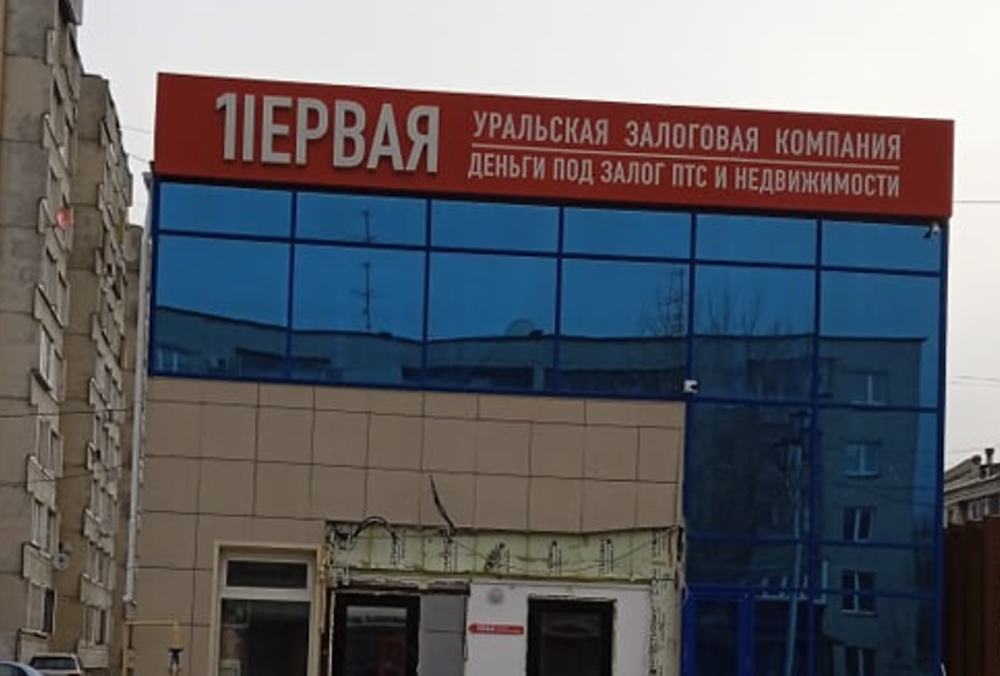 1IЕРВАЯ
УРАЛЬСКАЯ ЗАЛОГОВАЯ КОМПАНИЯ
ДЕНЬГИ ПОД ЗАЛОГ ПТС И НЕДВИЖИМОСТИ